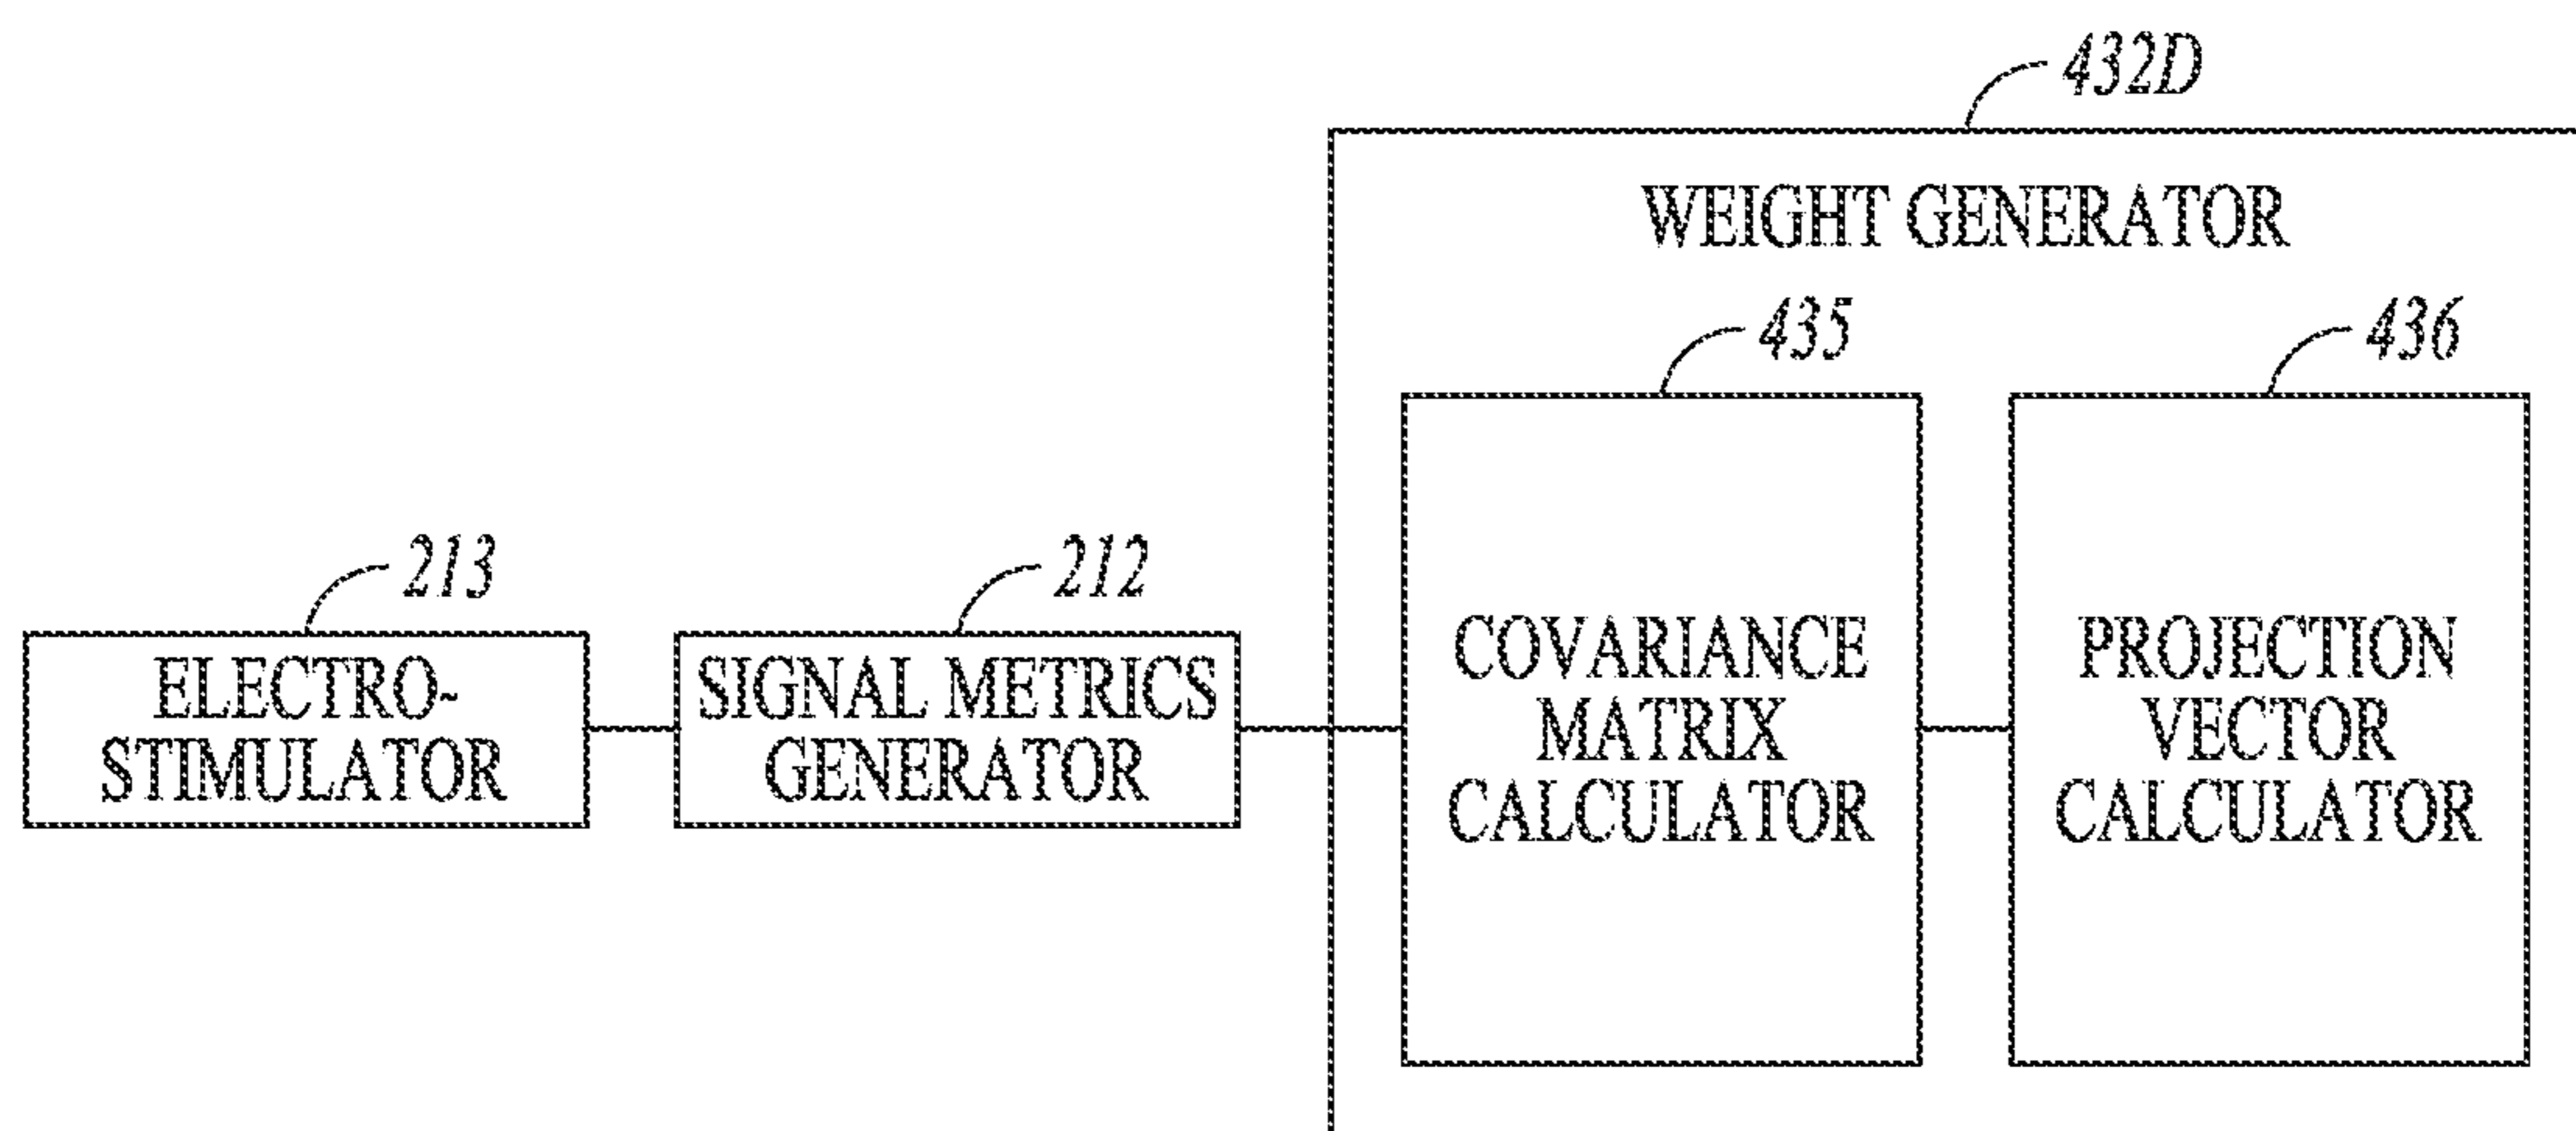 432D
WEIGHT GENERATOR
435
436
213
212
ELECTRO-
STIMULATOR
SIGNAL METRICS
GENERATOR
COVARIANCE
MATRIX
CALCULATOR
PROJECTION
VECTOR
CALCULATOR